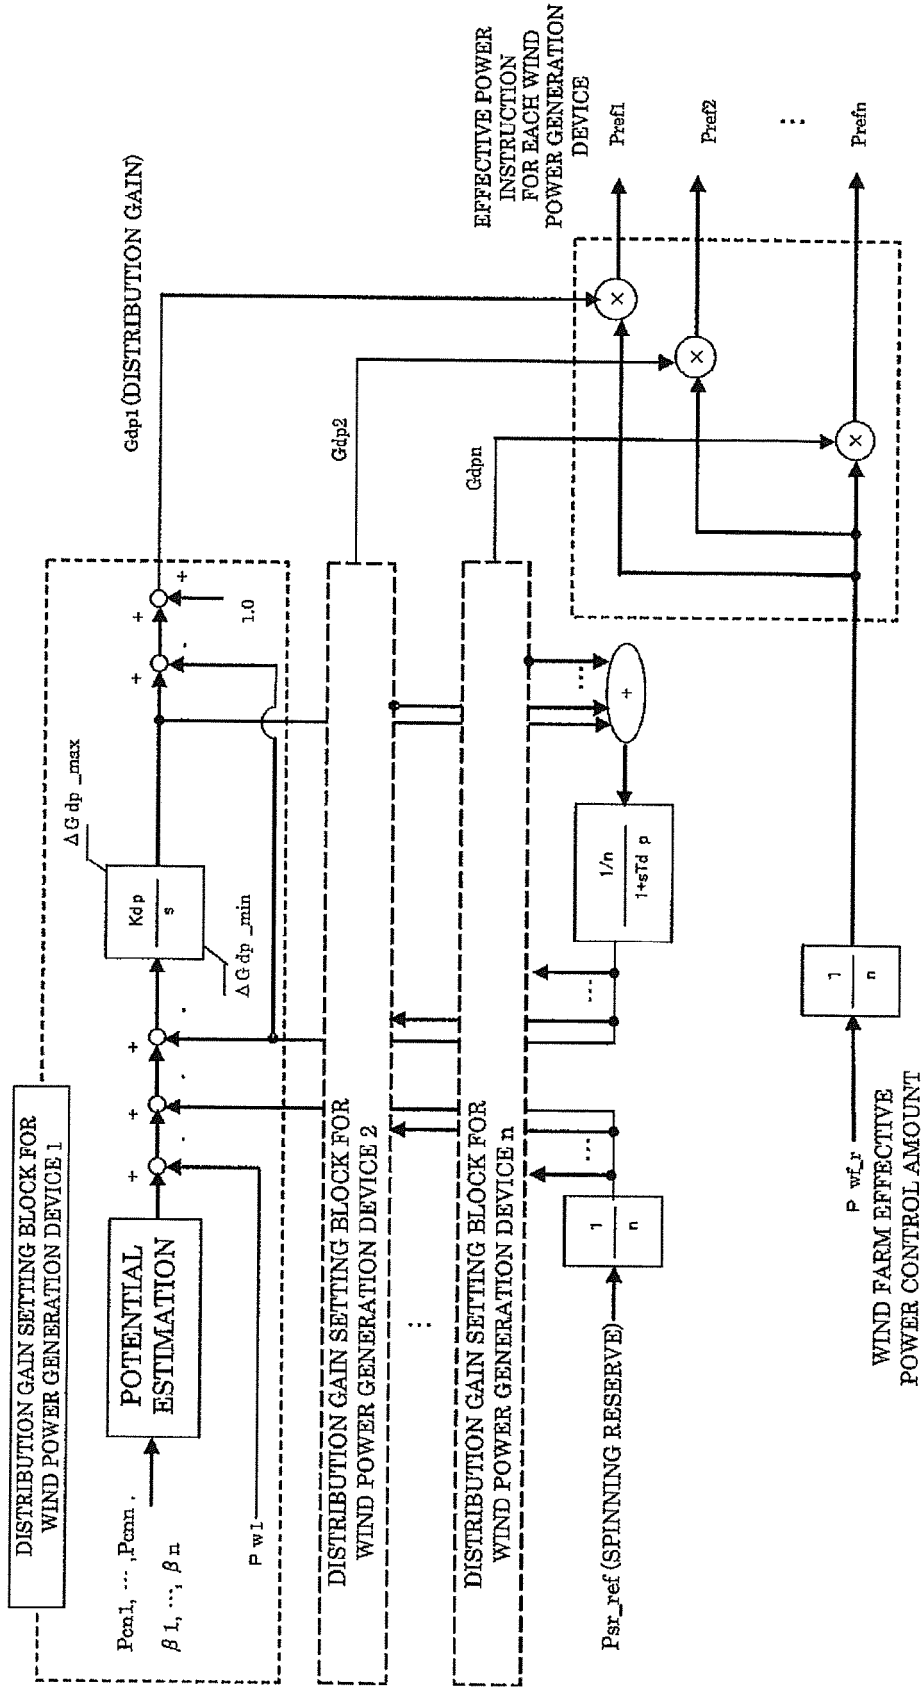 DISTRIBUTION GAIN SETTING BLOCK FOR
WIND POWER GENERATION DEVICE 1
Pcn1, ··· ,Pcnn .
β1, ···, βn
Pw1
POTENTIAL
ESTIMATION
+
-
+
-
+
-
Kdp
s
ΔGdp_max
ΔGdp_min
+
-
+
+
1.0
Gdp1(DISTRIBUTION GAIN)
DISTRIBUTION GAIN SETTING BLOCK FOR
WIND POWER GENERATION DEVICE 2
Gdp2
···
DISTRIBUTION GAIN SETTING BLOCK FOR
WIND POWER GENERATION DEVICE n
Gdpn
Psr_ref(SPINNING RESERVE)
1
n
···
···
1/n
1+sTdp
+
···
P wf_r
WIND FARM EFFECTIVE
POWER CONTROL AMOUNT
1
n
×
×
×
EFFECTIVE POWER
INSTRUCTION
FOR EACH WIND
POWER GENERATION
DEVICE
Pref1
Pref2
···
Prefn